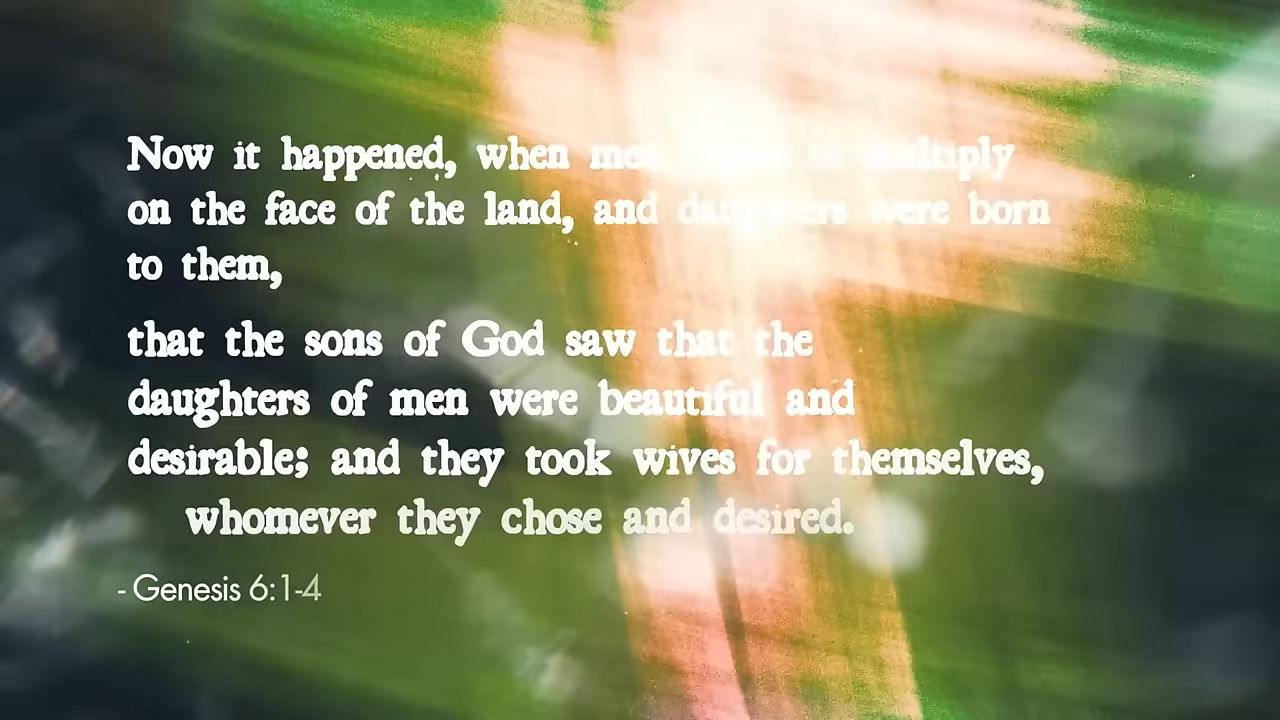 Now it happened, when men multiply
on the face of the land, and daughters were born
to them,
that the sons of God saw that the
daughters of men were beautiful and
desirable; and they took wives for themselves,
whomever they chose and desired.
- Genesis 6:1-4